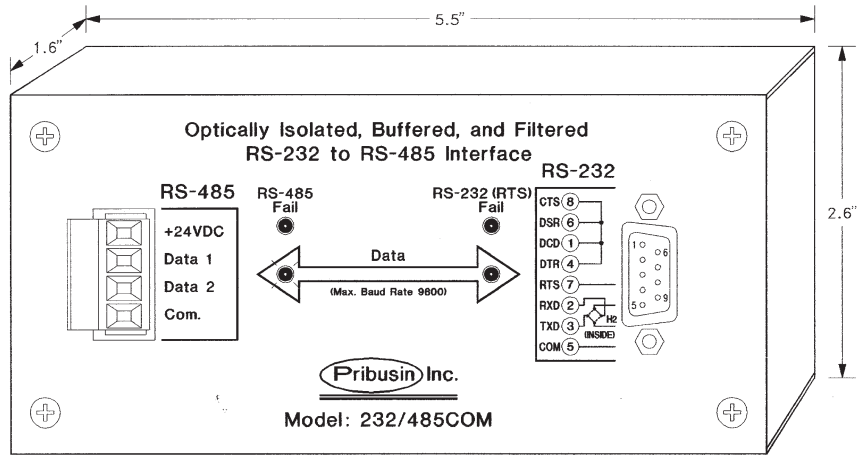 5.5"
1.6"
2.6"
Optically Isolated, Buffered, and Filtered
RS-232 to RS-485 Interface
RS-485
+24VDC
Data 1
Data 2
Com.
RS-485
Fail
RS-232 (RTS)
Fail
Data
(Max. Baud Rate 9600)
RS-232
CTS 8
DSR 6
DCD 1
DTR 4
RTS 7
RXD 2
TXD 3
H2
(INSIDE)
COM 5
1
6
5
9
Pribusin Inc.
Model: 232/485COM